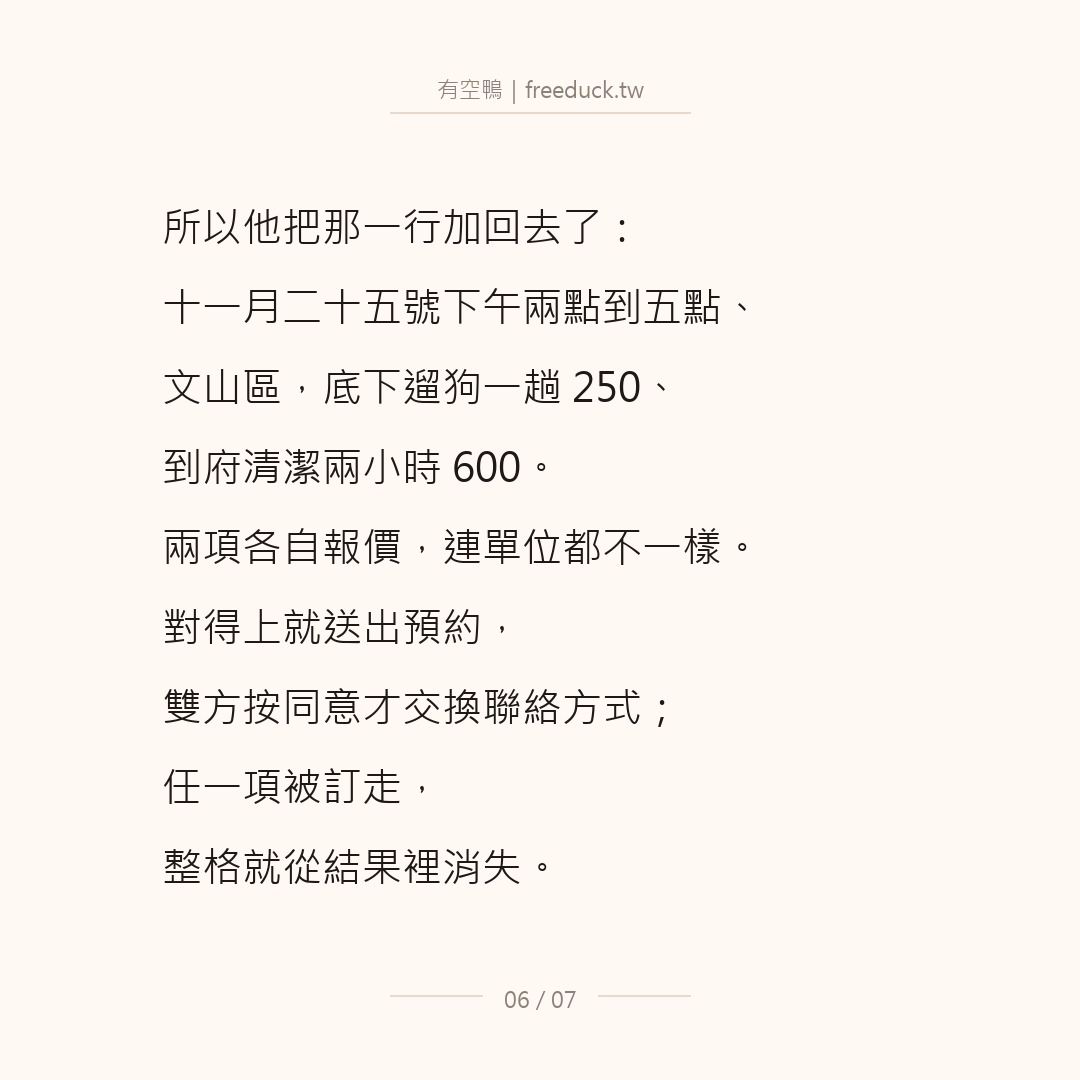 有空鴨 | freeduck.tw
所以他把那一行加回去了：
十一月二十五號下午兩點到五點、
文山區，底下遛狗一趟 250、
到府清潔兩小時 600。
兩項各自報價，連單位都不一樣。
對得上就送出預約，
雙方按同意才交換聯絡方式；
任一項被訂走，
整格就從結果裡消失。
06 / 07